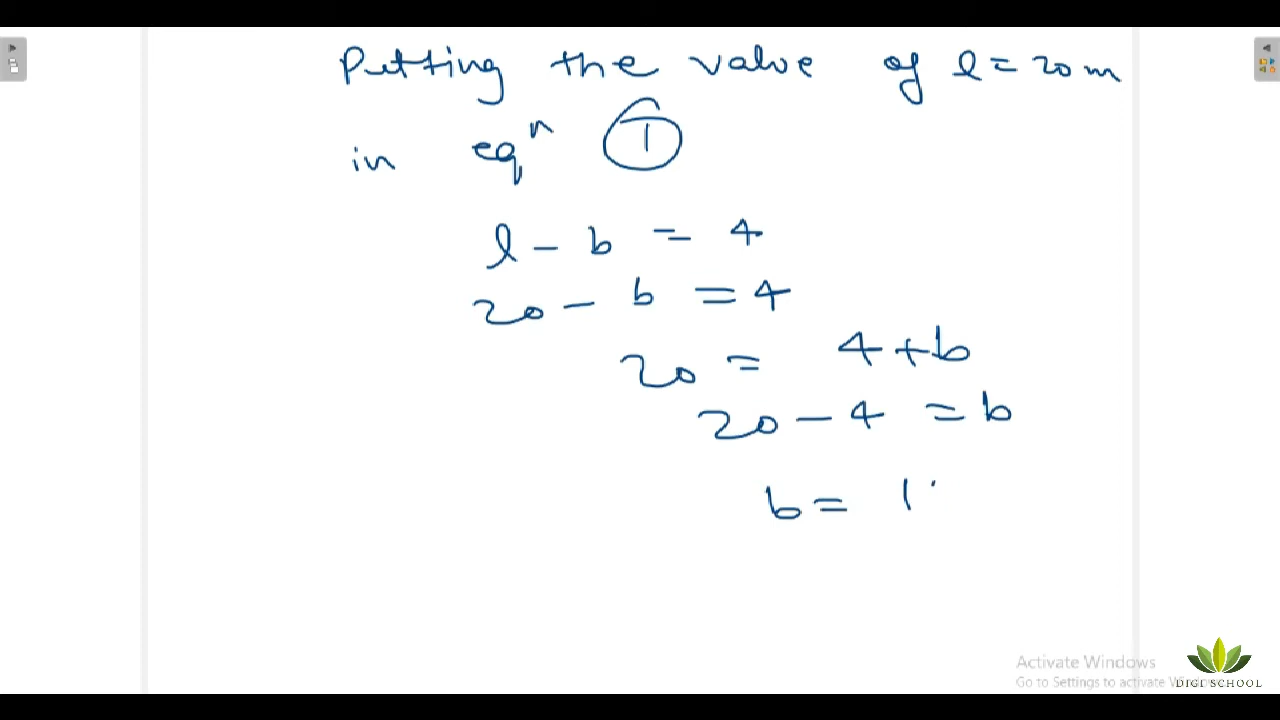 Putting the value of l = 20 m
in eqⁿ ①
l - b = 4
20 - b = 4
20 = 4 + b
20 - 4 = b
b = 1
Activate Windows
Go to Settings to activate Windows.
DIGI SCHOOL